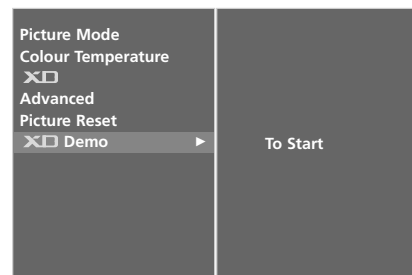 Picture Mode
Colour Temperature
XD
Advanced
Picture Reset
XD Demo ►
To Start